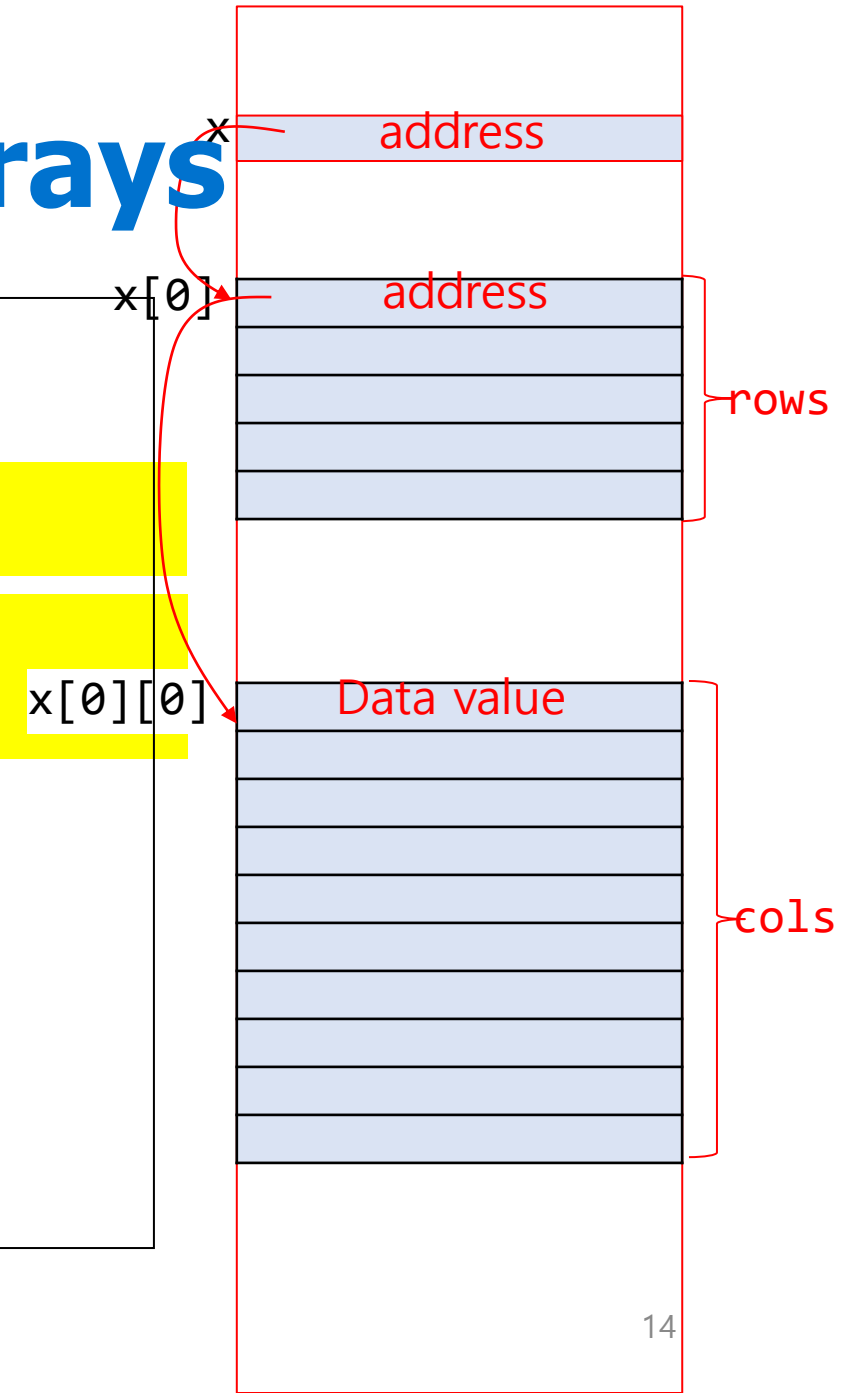 x address
rays
x[0] address
rows
x[0][0] Data value
cols
14